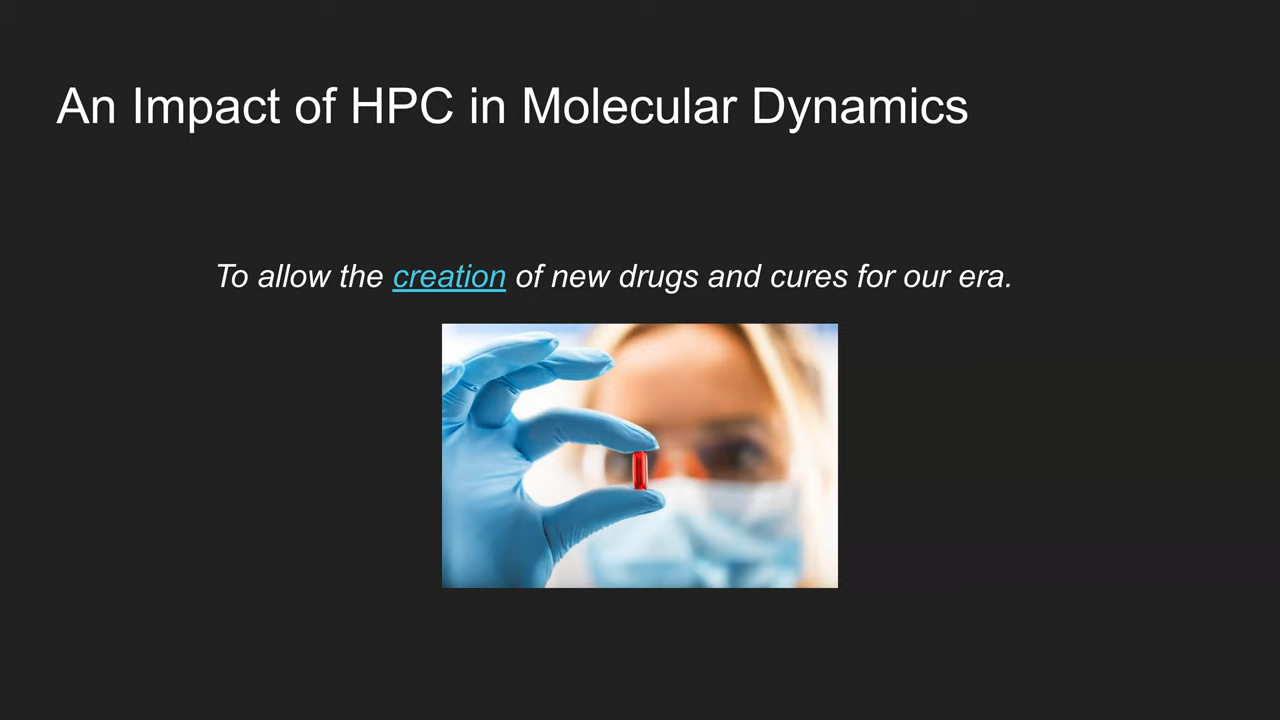 An Impact of HPC in Molecular Dynamics
To allow the creation of new drugs and cures for our era.